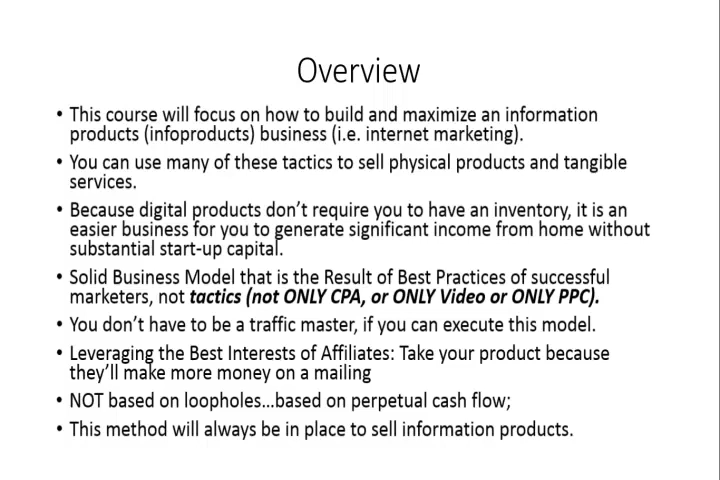 Overview
• This course will focus on how to build and maximize an information
products (infoproducts) business (i.e. internet marketing).
• You can use many of these tactics to sell physical products and tangible
services.
• Because digital products don’t require you to have an inventory, it is an
easier business for you to generate significant income from home without
substantial start-up capital.
• Solid Business Model that is the Result of Best Practices of successful
marketers, not tactics (not ONLY CPA, or ONLY Video or ONLY PPC).
• You don’t have to be a traffic master, if you can execute this model.
• Leveraging the Best Interests of Affiliates: Take your product because
they’ll make more money on a mailing
• NOT based on loopholes…based on perpetual cash flow;
• This method will always be in place to sell information products.